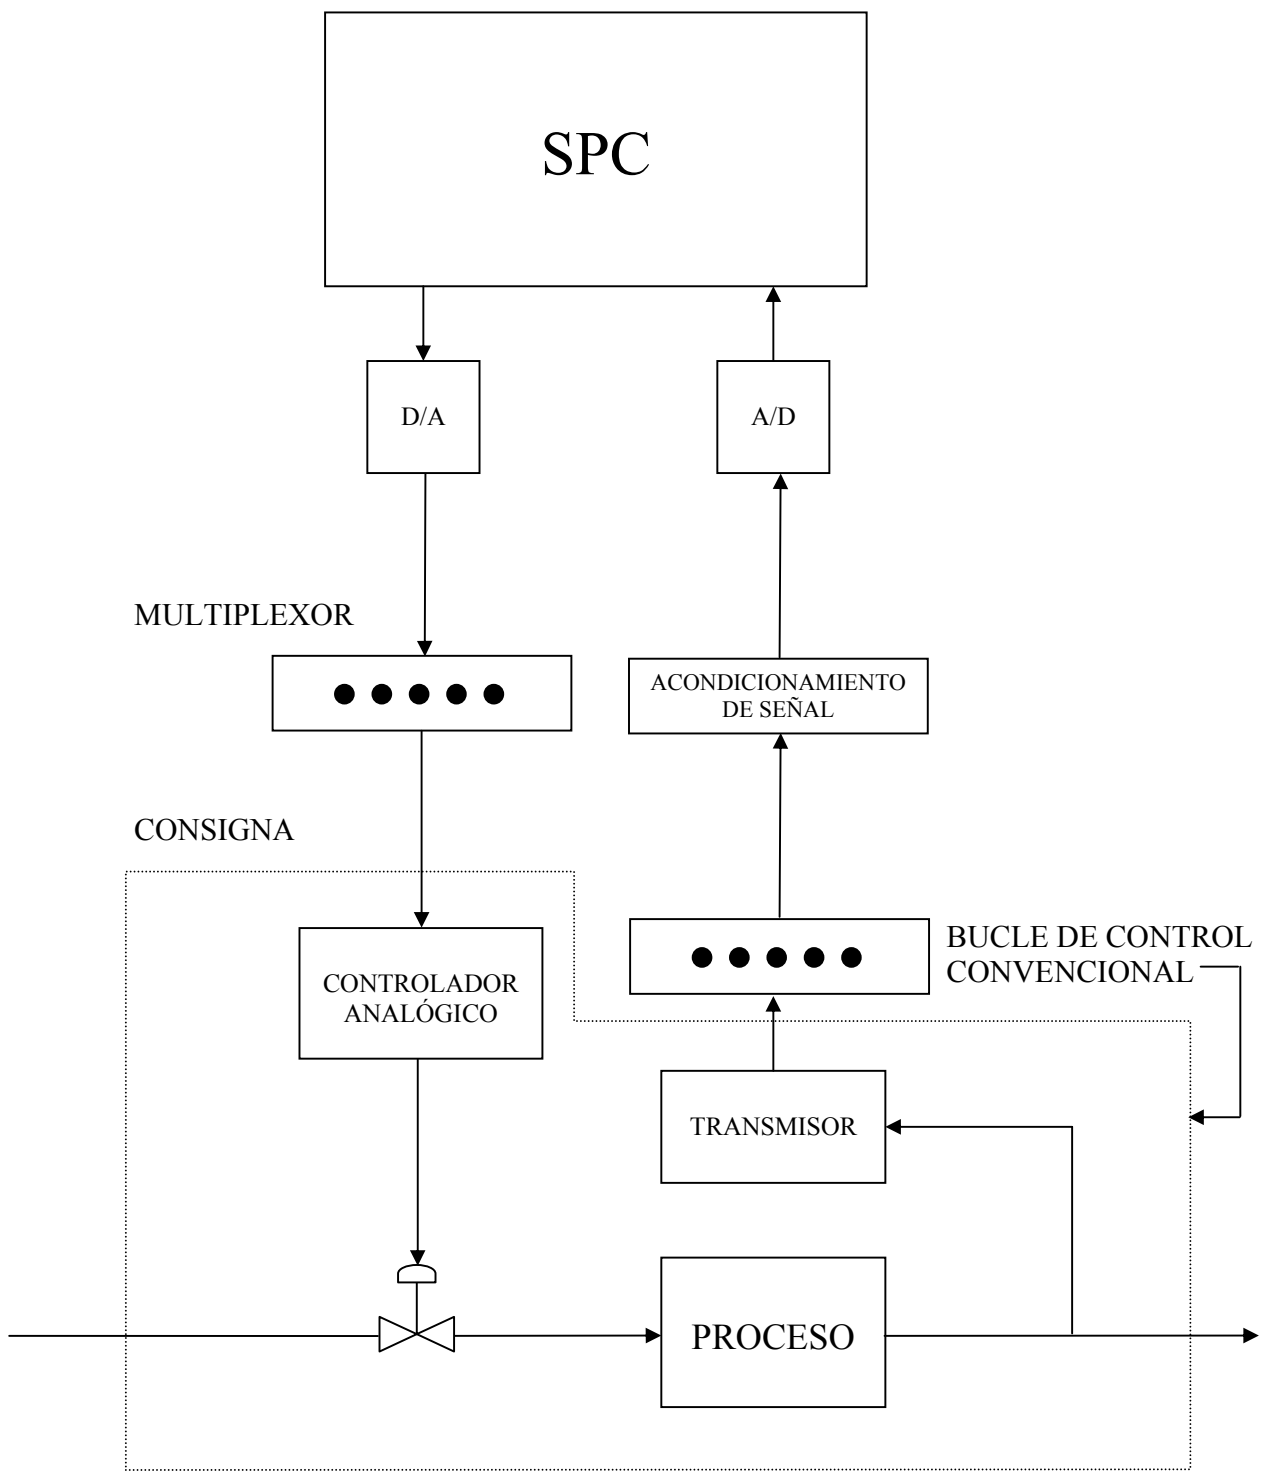 SPC
D/A
A/D
MULTIPLEXOR
ACONDICIONAMIENTO
DE SEÑAL
CONSIGNA
CONTROLADOR
ANALÓGICO
BUCLE DE CONTROL
CONVENCIONAL
TRANSMISOR
PROCESO